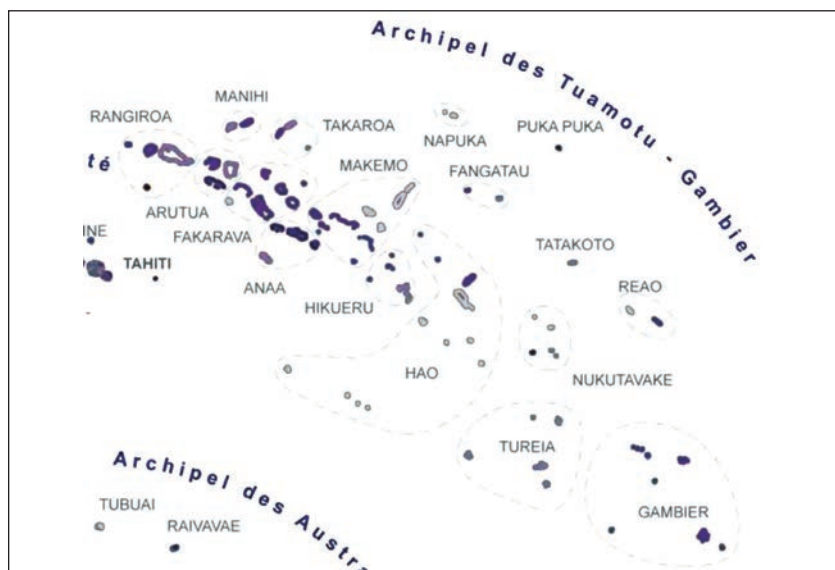 Archipel des Tuamotu - Gambier
MANIHI
RANGIROA
TAKAROA
NAPUKA
PUKA PUKA
MAKEMO
FANGATAU
té
ARUTUA
FAKARAVA
INE
TAHITI
TATAKOTO
ANAA
REAO
HIKUERU
HAO
NUKUTAVAKE
TUREIA
Archipel des Austra
TUBUAI
RAIVAVAE
GAMBIER